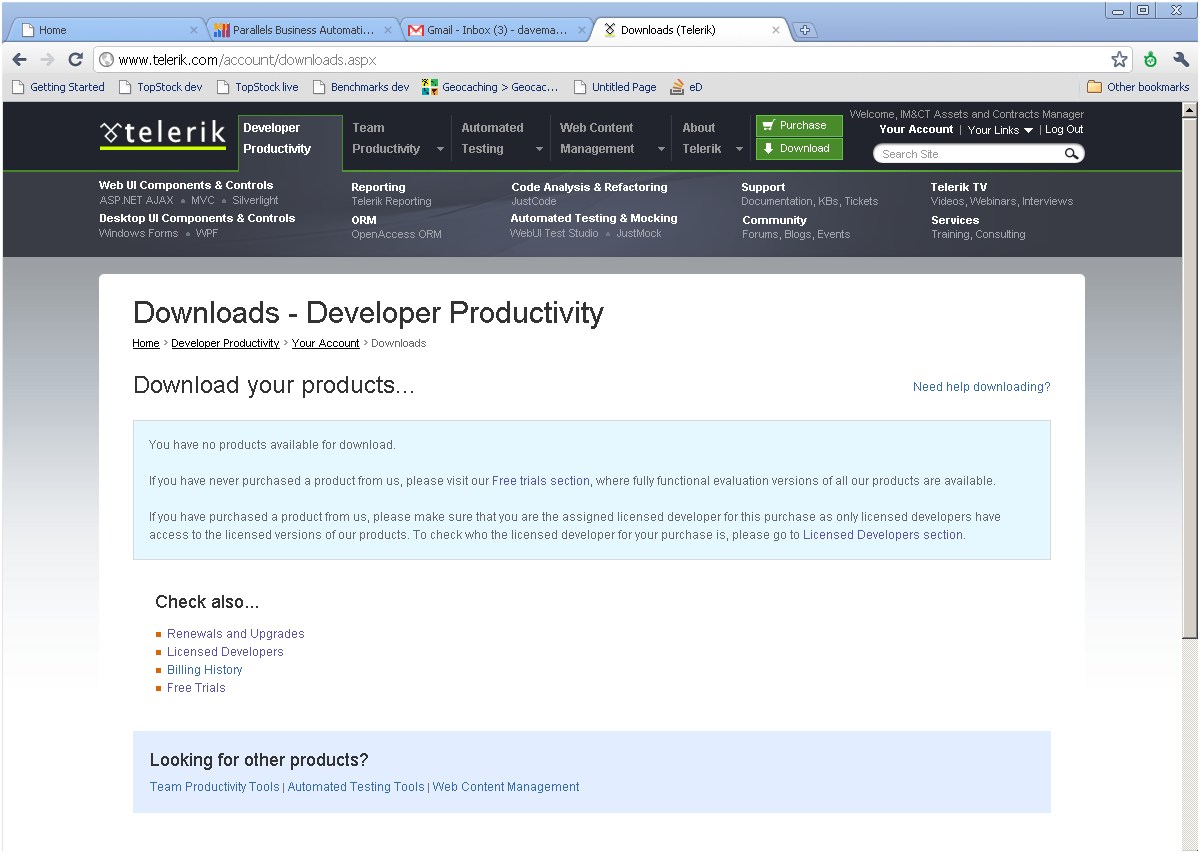 Home
Parallels Business Automati...
Gmail - Inbox (3) - davema...
Downloads (Telerik)
www.telerik.com/account/downloads.aspx
Getting Started TopStock dev TopStock live Benchmarks dev Geocaching > Geocac... Untitled Page eD Other bookmarks
telerik
Developer Productivity
Team Productivity
Automated Testing
Web Content Management
About Telerik
Purchase
Download
Welcome, IM&CT Assets and Contracts Manager
Your Account | Your Links | Log Out
Search Site
Web UI Components & Controls
ASP.NET AJAX • MVC • Silverlight
Desktop UI Components & Controls
Windows Forms • WPF
Reporting
Telerik Reporting
ORM
OpenAccess ORM
Code Analysis & Refactoring
JustCode
Automated Testing & Mocking
WebUI Test Studio • JustMock
Support
Documentation, KBs, Tickets
Community
Forums, Blogs, Events
Telerik TV
Videos, Webinars, Interviews
Services
Training, Consulting
Downloads - Developer Productivity
Home > Developer Productivity > Your Account > Downloads
Download your products...
Need help downloading?
You have no products available for download.
If you have never purchased a product from us, please visit our Free trials section, where fully functional evaluation versions of all our products are available.
If you have purchased a product from us, please make sure that you are the assigned licensed developer for this purchase as only licensed developers have
access to the licensed versions of our products. To check who the licensed developer for your purchase is, please go to Licensed Developers section.
Check also...
Renewals and Upgrades
Licensed Developers
Billing History
Free Trials
Looking for other products?
Team Productivity Tools | Automated Testing Tools | Web Content Management